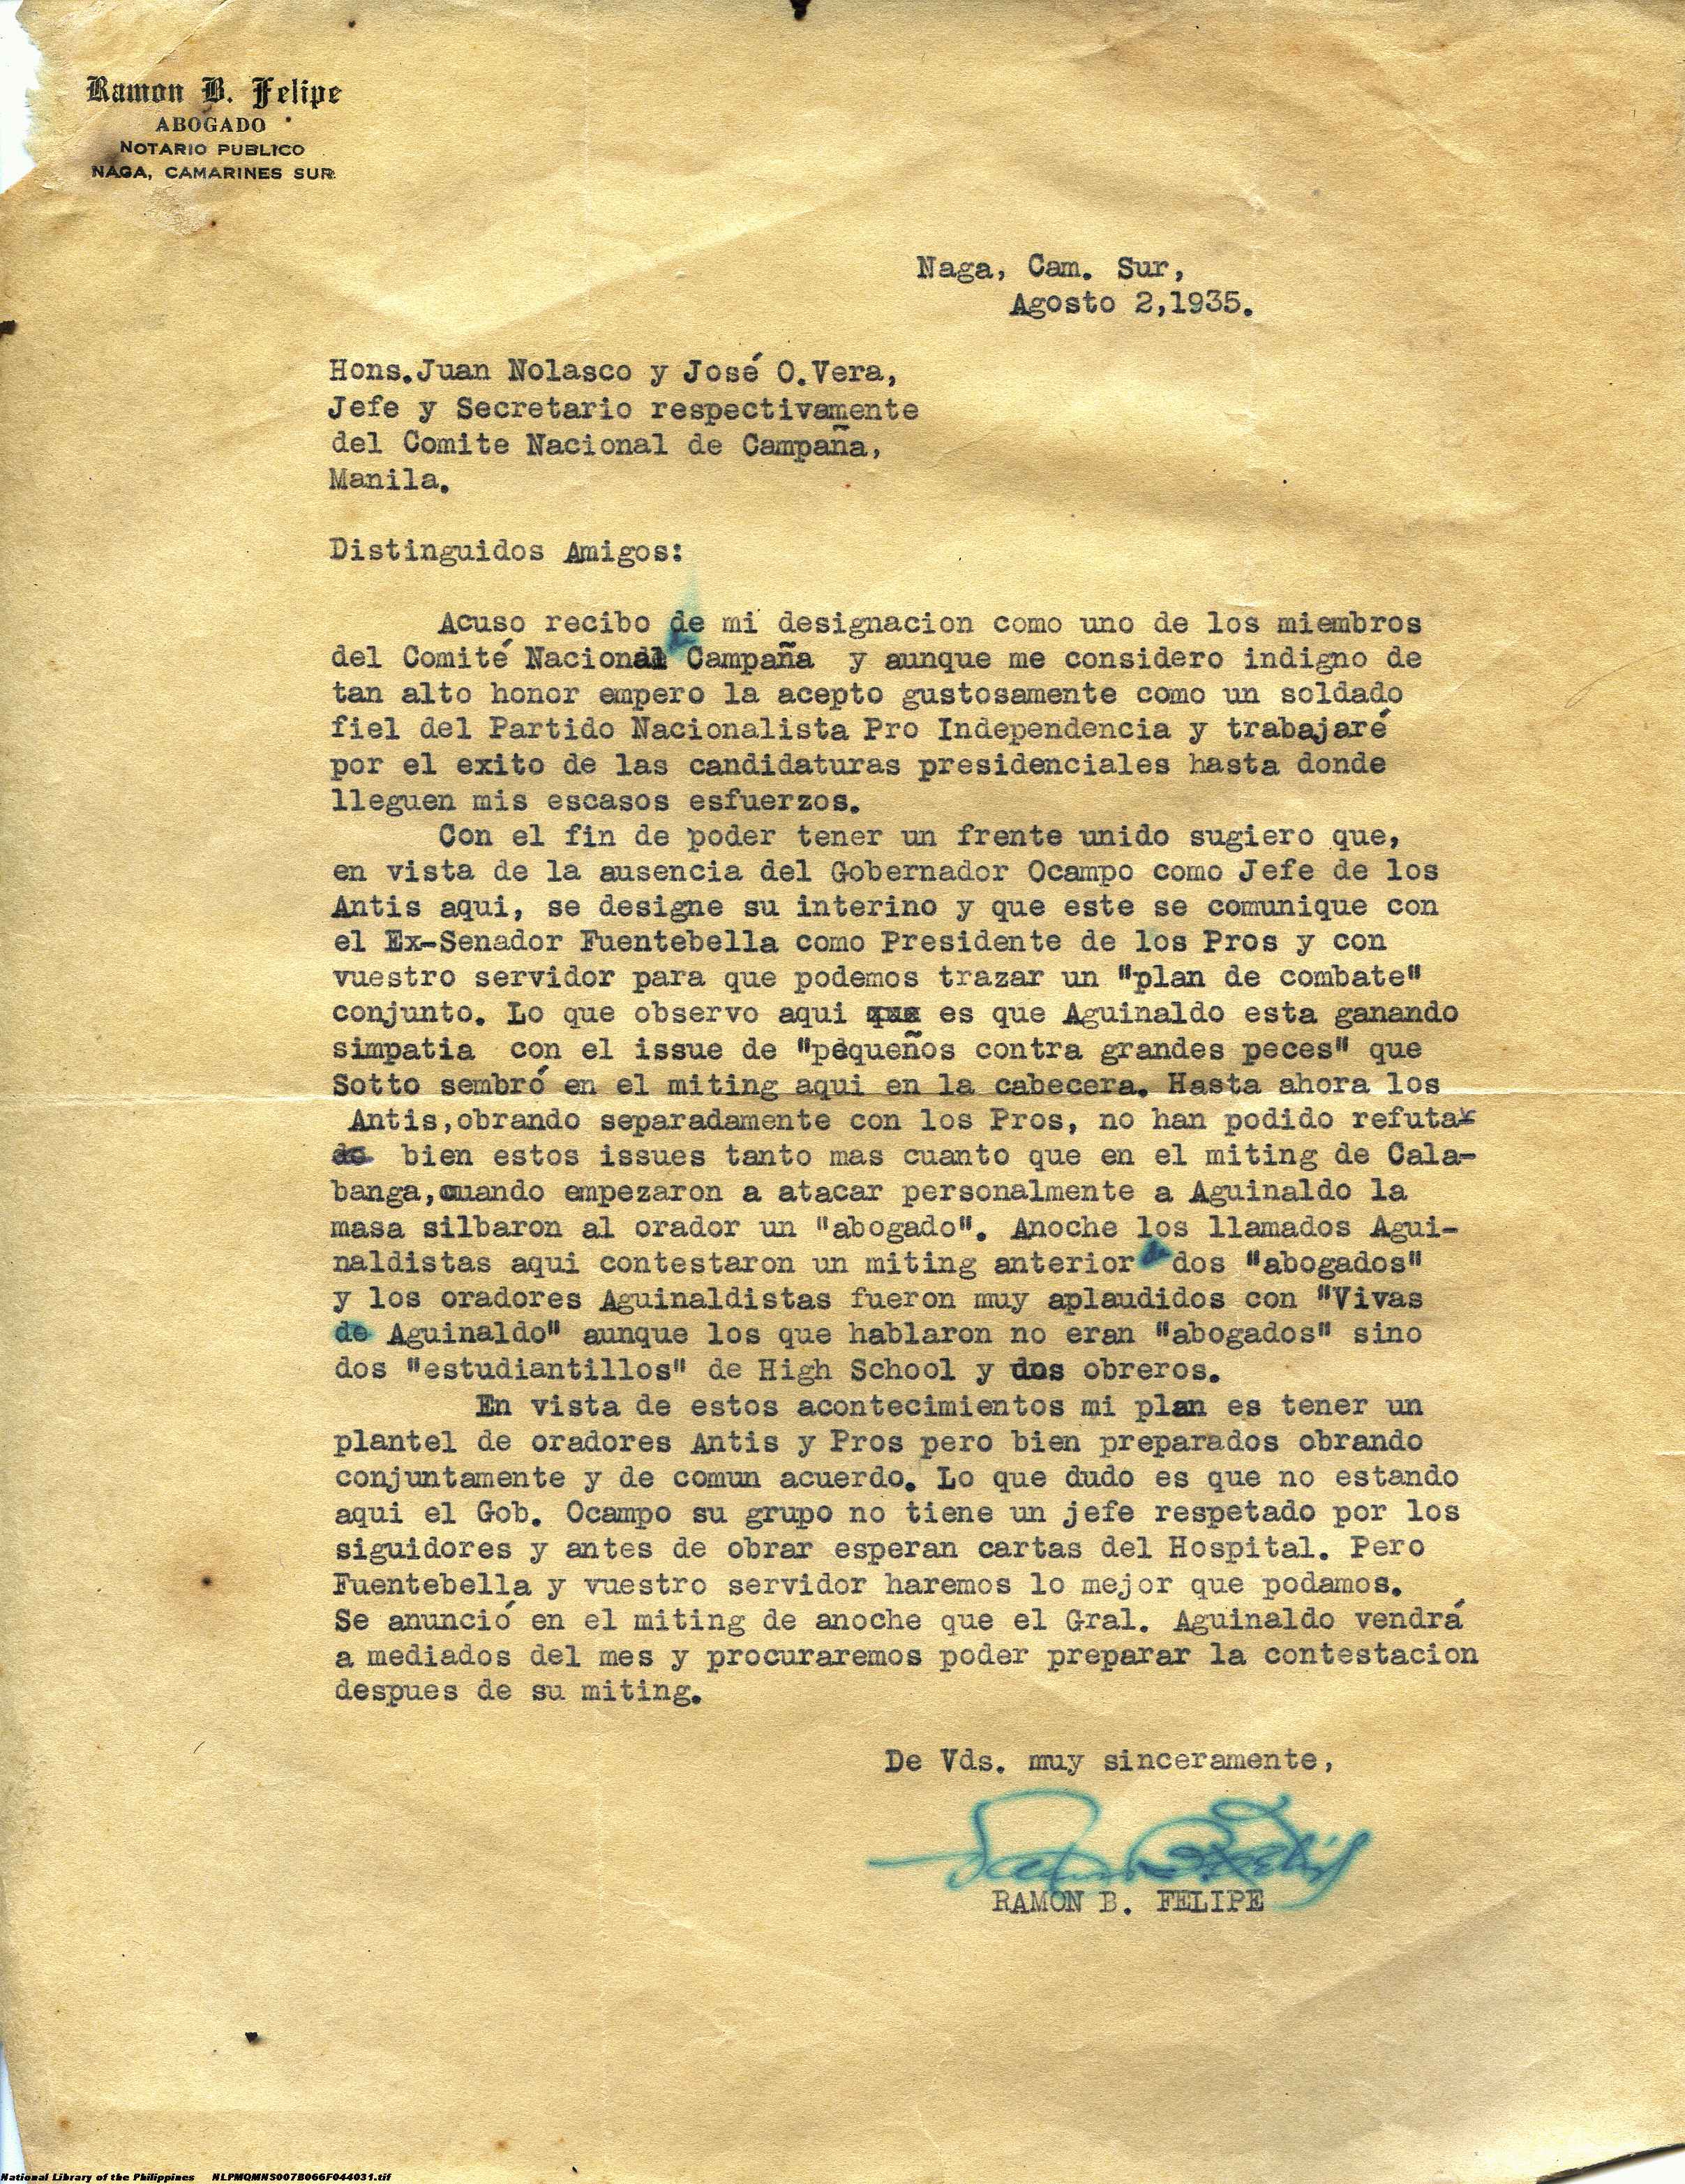 Ramon B. Felipe
ABOGADO
NOTARIO PUBLICO
NAGA, CAMARINES SUR
Naga, Cam. Sur,
Agosto 2,1935.
Hons.Juan Nolasco y José O.Vera,
Jefe y Secretario respectivamente
del Comite Nacional de Campaña,
Manila.
Distinguidos Amigos:
Acuso recibo de mi designacion como uno de los miembros
del Comité Nacional de Campaña y aunque me considero indigno de
tan alto honor empero la acepto gustosamente como un soldado
fiel del Partido Nacionalista Pro Independencia y trabajaré
por el exito de las candidaturas presidenciales hasta donde
lleguen mis escasos esfuerzos.
Con el fin de poder tener un frente unido sugiero que,
en vista de la ausencia del Gobernador Ocampo como Jefe de los
Antis aqui, se designe su interino y que este se comunique con
el Ex-Senador Fuentebella como Presidente de los Pros y con
vuestro servidor para que podemos trazar un "plan de combate"
conjunto. Lo que observo aqui es que Aguinaldo esta ganando
simpatia con el issue de "pequeños contra grandes peces" que
Sotto sembró en el miting aqui en la cabecera. Hasta ahora los
Antis,obrando separadamente con los Pros, no han podido refutar
bien estos issues tanto mas cuanto que en el miting de Cala-
banga,cuando empezaron a atacar personalmente a Aguinaldo la
masa silbaron al orador un "abogado". Anoche los llamados Agui-
naldistas aqui contestaron un miting anterior de dos "abogados"
y los oradores Aguinaldistas fueron muy aplaudidos con "Vivas
de Aguinaldo" aunque los que hablaron no eran "abogados" sino
dos "estudiantillos" de High School y dos obreros.
En vista de estos acontecimientos mi plan es tener un
plantel de oradores Antis y Pros pero bien preparados obrando
conjuntamente y de comun acuerdo. Lo que dudo es que no estando
aqui el Gob. Ocampo su grupo no tiene un jefe respetado por los
siguidores y antes de obrar esperan cartas del Hospital. Pero
Fuentebella y vuestro servidor haremos lo mejor que podamos.
Se anunció en el miting de anoche que el Gral. Aguinaldo vendrá
a mediados del mes y procuraremos poder preparar la contestacion
despues de su miting.
De Vds. muy sinceramente,
RAMON B. FELIPE
National Library of the Philippines NLPMQMNS007B066F044031.tif